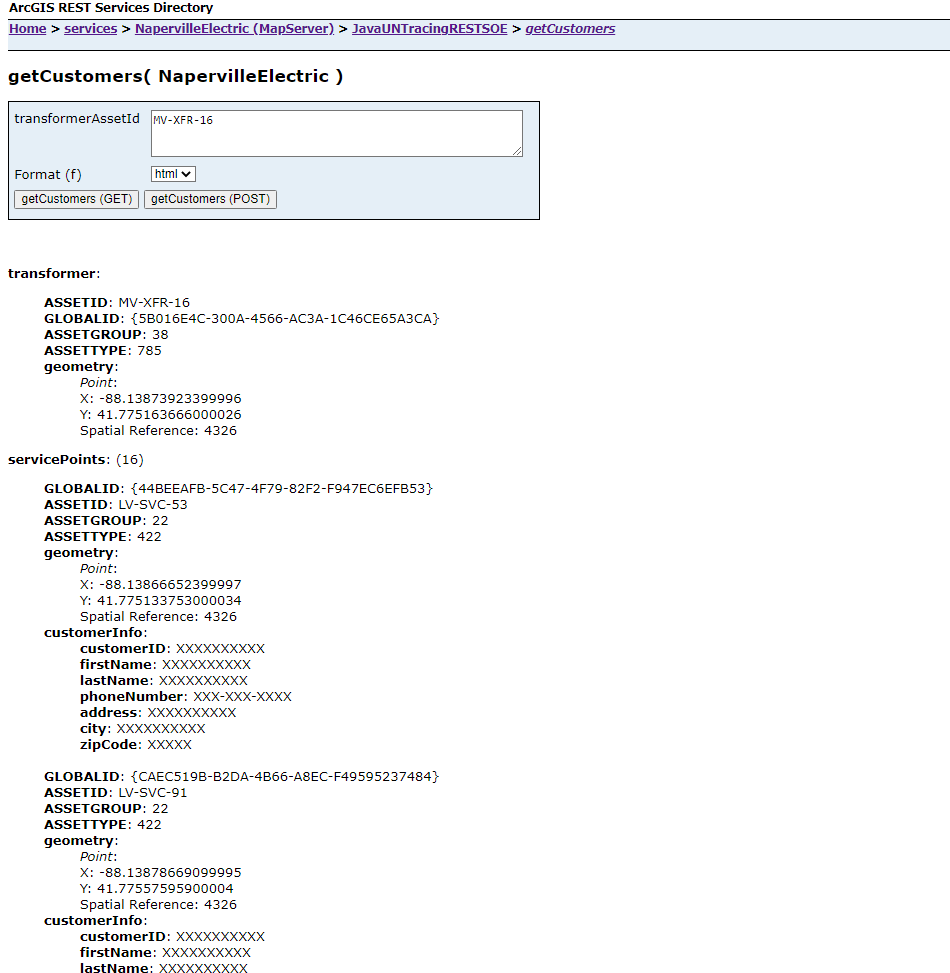 ArcGIS REST Services Directory
Home > services > NapervilleElectric (MapServer) > JavaUNTracingRESTSOE > getCustomers
getCustomers( NapervilleElectric )
transformerAssetId MV-XFR-16
Format (f) html
getCustomers (GET) getCustomers (POST)
transformer:
ASSETID: MV-XFR-16
GLOBALID: {5B016E4C-300A-4566-AC3A-1C46CE65A3CA}
ASSETGROUP: 38
ASSETTYPE: 785
geometry:
Point:
X: -88.13873923399996
Y: 41.775163666000026
Spatial Reference: 4326
servicePoints: (16)
GLOBALID: {44BEEAFB-5C47-4F79-82F2-F947EC6EFB53}
ASSETID: LV-SVC-53
ASSETGROUP: 22
ASSETTYPE: 422
geometry:
Point:
X: -88.13866652399997
Y: 41.775133753000034
Spatial Reference: 4326
customerInfo:
customerID: XXXXXXXXXX
firstName: XXXXXXXXXX
lastName: XXXXXXXXXX
phoneNumber: XXX-XXX-XXXX
address: XXXXXXXXXX
city: XXXXXXXXXX
zipCode: XXXXX
GLOBALID: {CAEC519B-B2DA-4B66-A8EC-F49595237484}
ASSETID: LV-SVC-91
ASSETGROUP: 22
ASSETTYPE: 422
geometry:
Point:
X: -88.13878669099995
Y: 41.77557595900004
Spatial Reference: 4326
customerInfo:
customerID: XXXXXXXXXX
firstName: XXXXXXXXXX
lastName: XXXXXXXXXX